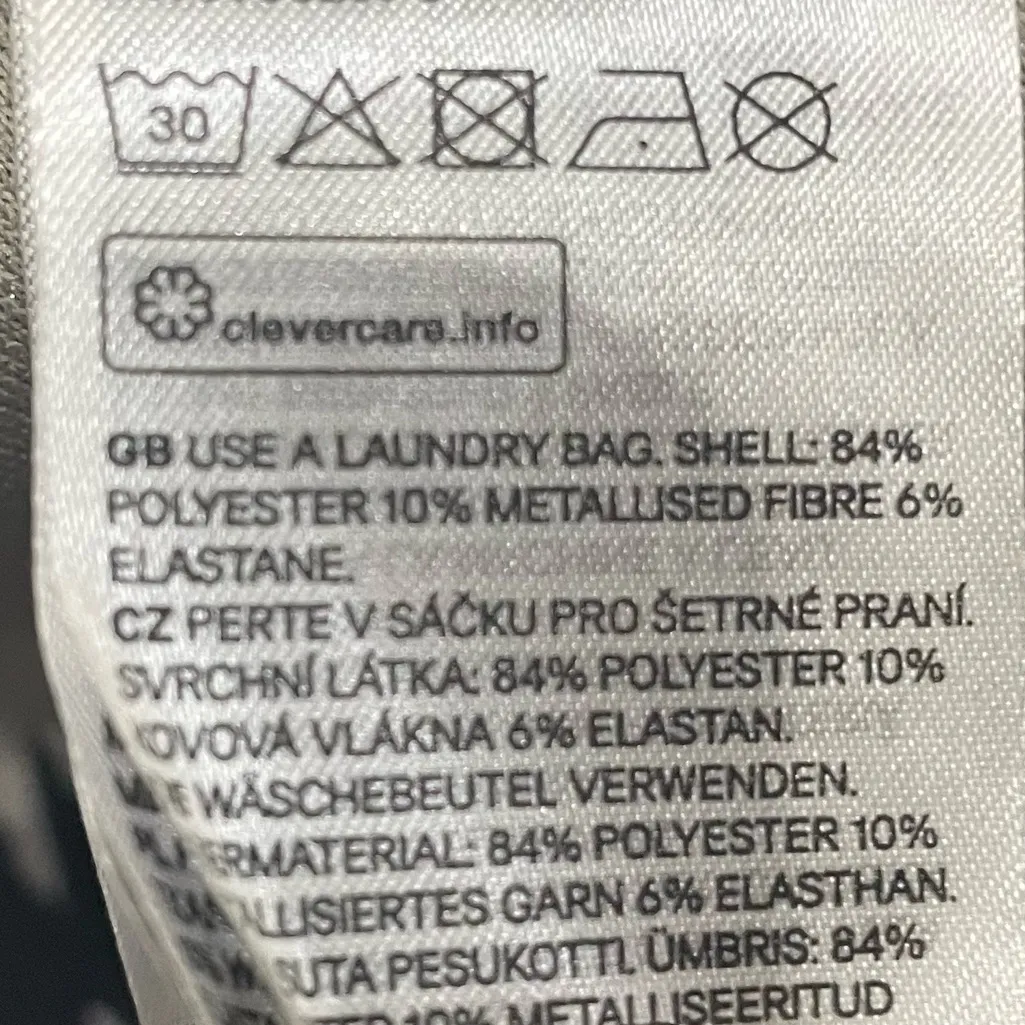 30
clevercare.info
GB USE A LAUNDRY BAG. SHELL: 84%
POLYESTER 10% METALLISED FIBRE 6%
ELASTANE.
CZ PERTE V SÁČKU PRO ŠETRNÉ PRANÍ.
SVRCHNÍ LÁTKA: 84% POLYESTER 10%
KOVOVÁ VLÁKNA 6% ELASTAN.
WÄSCHEBEUTEL VERWENDEN.
84% POLYESTER 10%
GARN 6% ELASTHAN.
PESUKOTTI. ÜMBRIS: 84%
10% METALLISEERITUD